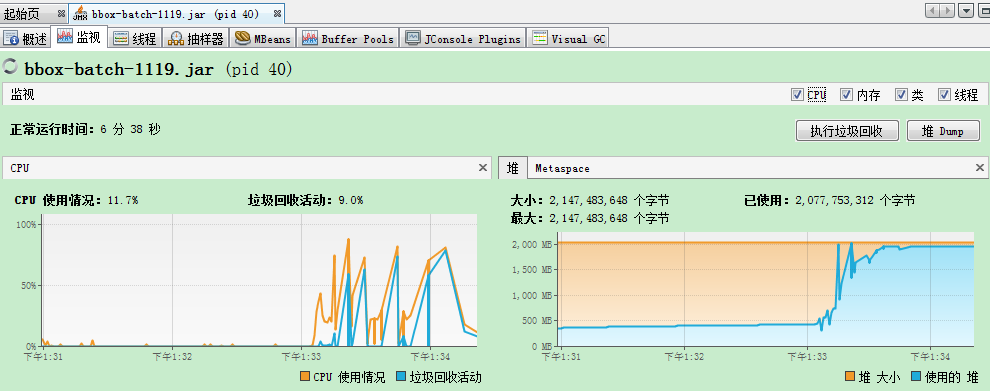 起始页 bbox-batch-1119.jar (pid 40)
概述 监视 线程 抽样器 MBeans Buffer Pools JConsole Plugins Visual GC
bbox-batch-1119.jar (pid 40)
监视 CPU 内存 类 线程
正常运行时间: 6 分 38 秒 执行垃圾回收 堆 Dump
CPU
CPU 使用情况: 11.7% 垃圾回收活动: 9.0%
100%
50%
0%
下午1:31 下午1:32 下午1:33 下午1:34
CPU 使用情况 垃圾回收活动
堆 Metaspace
大小: 2,147,483,648 个字节 已使用: 2,077,753,312 个字节
最大: 2,147,483,648 个字节
2,000 MB
1,500 MB
1,000 MB
500 MB
0 MB
下午1:31 下午1:32 下午1:33 下午1:34
堆 大小 使用的 堆